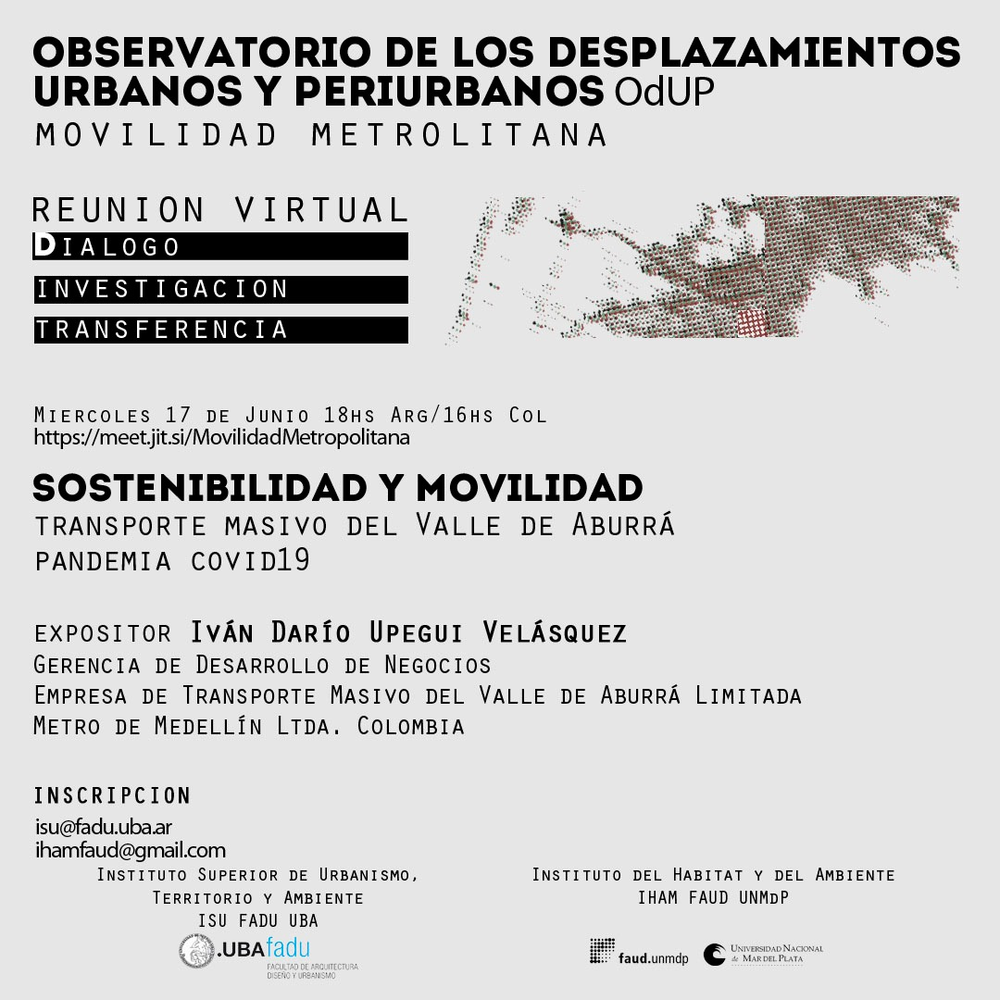 OBSERVATORIO DE LOS DESPLAZAMIENTOS
URBANOS Y PERIURBANOS OdUP
MOVILIDAD METROLITANA
REUNION VIRTUAL
DIALOGO
INVESTIGACION
TRANSFERENCIA
MIERCOLES 17 DE JUNIO 18HS ARG/16HS COL
https://meet.jit.si/MovilidadMetropolitana
SOSTENIBILIDAD Y MOVILIDAD
TRANSPORTE MASIVO DEL VALLE DE ABURRÁ
PANDEMIA COVID19
EXPOSITOR IVÁN DARÍO UPEGUI VELÁSQUEZ
GERENCIA DE DESARROLLO DE NEGOCIOS
EMPRESA DE TRANSPORTE MASIVO DEL VALLE DE ABURRÁ LIMITADA
METRO DE MEDELLÍN LTDA. COLOMBIA
INSCRIPCION
isu@fadu.uba.ar
ihamfaud@gmail.com
INSTITUTO SUPERIOR DE URBANISMO,
TERRITORIO Y AMBIENTE
ISU FADU UBA
.UBAfadu
FACULTAD DE ARQUITECTURA
DISEÑO Y URBANISMO
INSTITUTO DEL HABITAT Y DEL AMBIENTE
IHAM FAUD UNMDP
faud.unmdp
UNIVERSIDAD NACIONAL
de MAR DEL PLATA